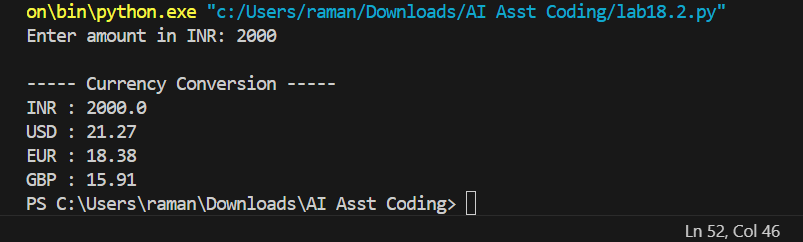 on\bin\python.exe "c:/Users/raman/Downloads/AI Asst Coding/lab18.2.py"
Enter amount in INR: 2000
----- Currency Conversion -----
INR : 2000.0
USD : 21.27
EUR : 18.38
GBP : 15.91
PS C:\Users\raman\Downloads\AI Asst Coding>
Ln 52, Col 46